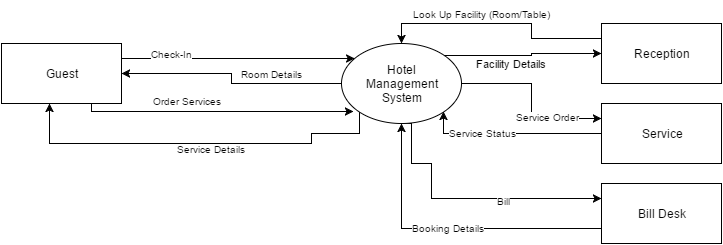 Look Up Facility (Room/Table)
Check-In
Reception
Facility Details
Guest
Room Details
Hotel
Management
System
Order Services
Service Order
Service Status
Service
Service Details
Bill
Bill Desk
Booking Details